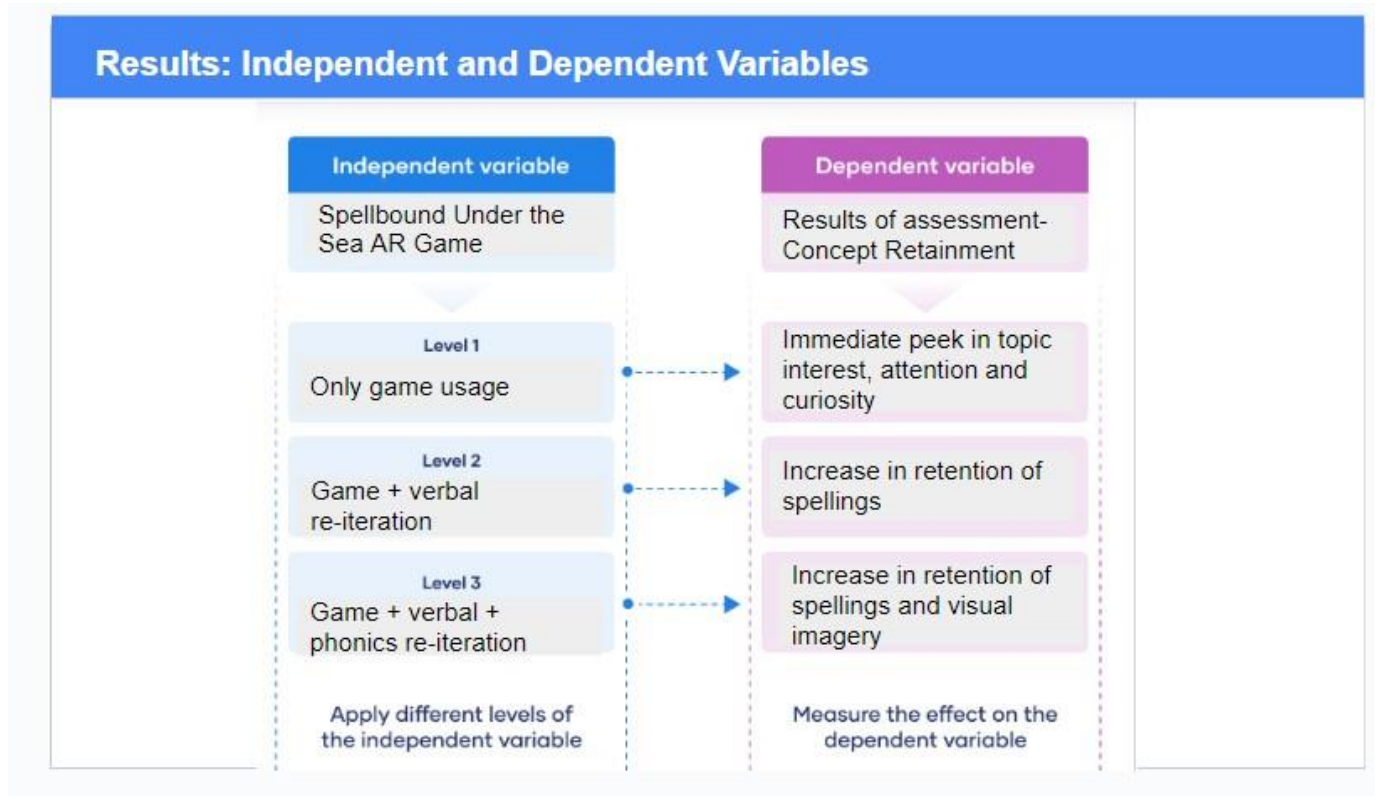 Results: Independent and Dependent Variables
Independent variable
Spellbound Under the
Sea AR Game
Level 1
Only game usage
Level 2
Game + verbal
re-iteration
Level 3
Game + verbal +
phonics re-iteration
Apply different levels of
the independent variable
Dependent variable
Results of assessment-
Concept Retainment
Immediate peek in topic
interest, attention and
curiosity
Increase in retention of
spellings
Increase in retention of
spellings and visual
imagery
Measure the effect on the
dependent variable